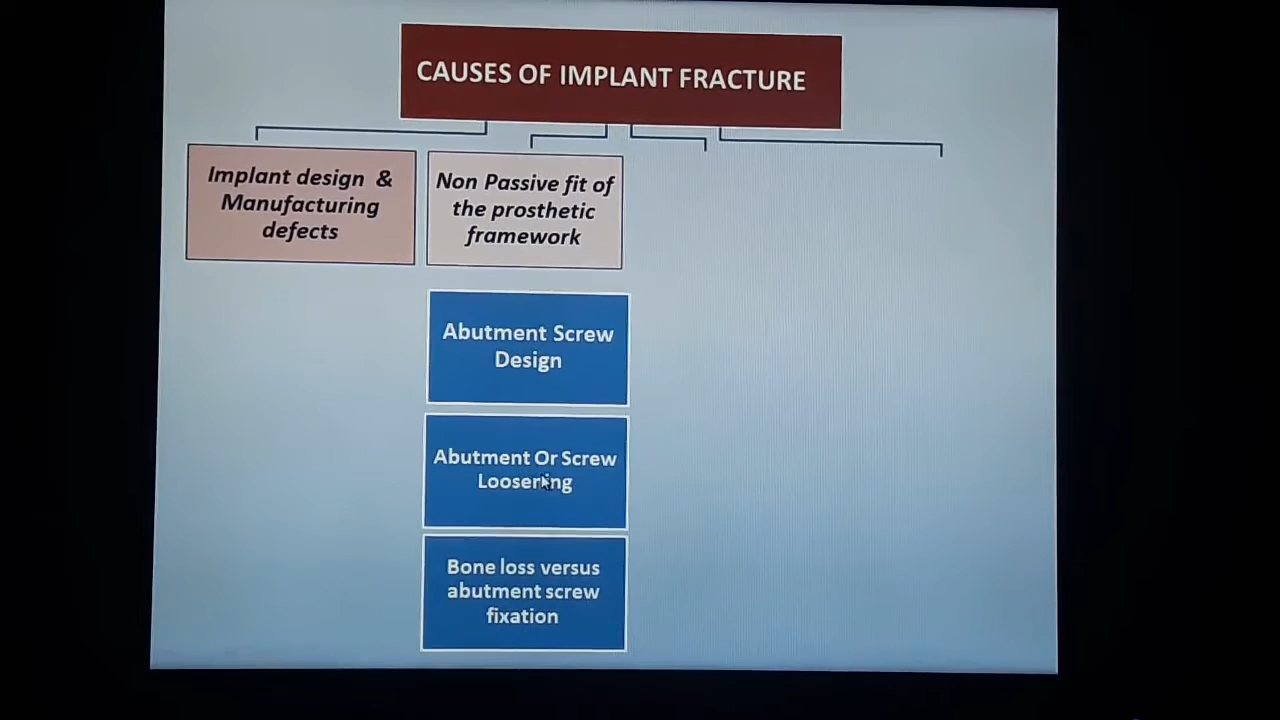 CAUSES OF IMPLANT FRACTURE
Implant design &
Manufacturing
defects
Non Passive fit of
the prosthetic
framework
Abutment Screw
Design
Abutment Or Screw
Loosening
Bone loss versus
abutment screw
fixation